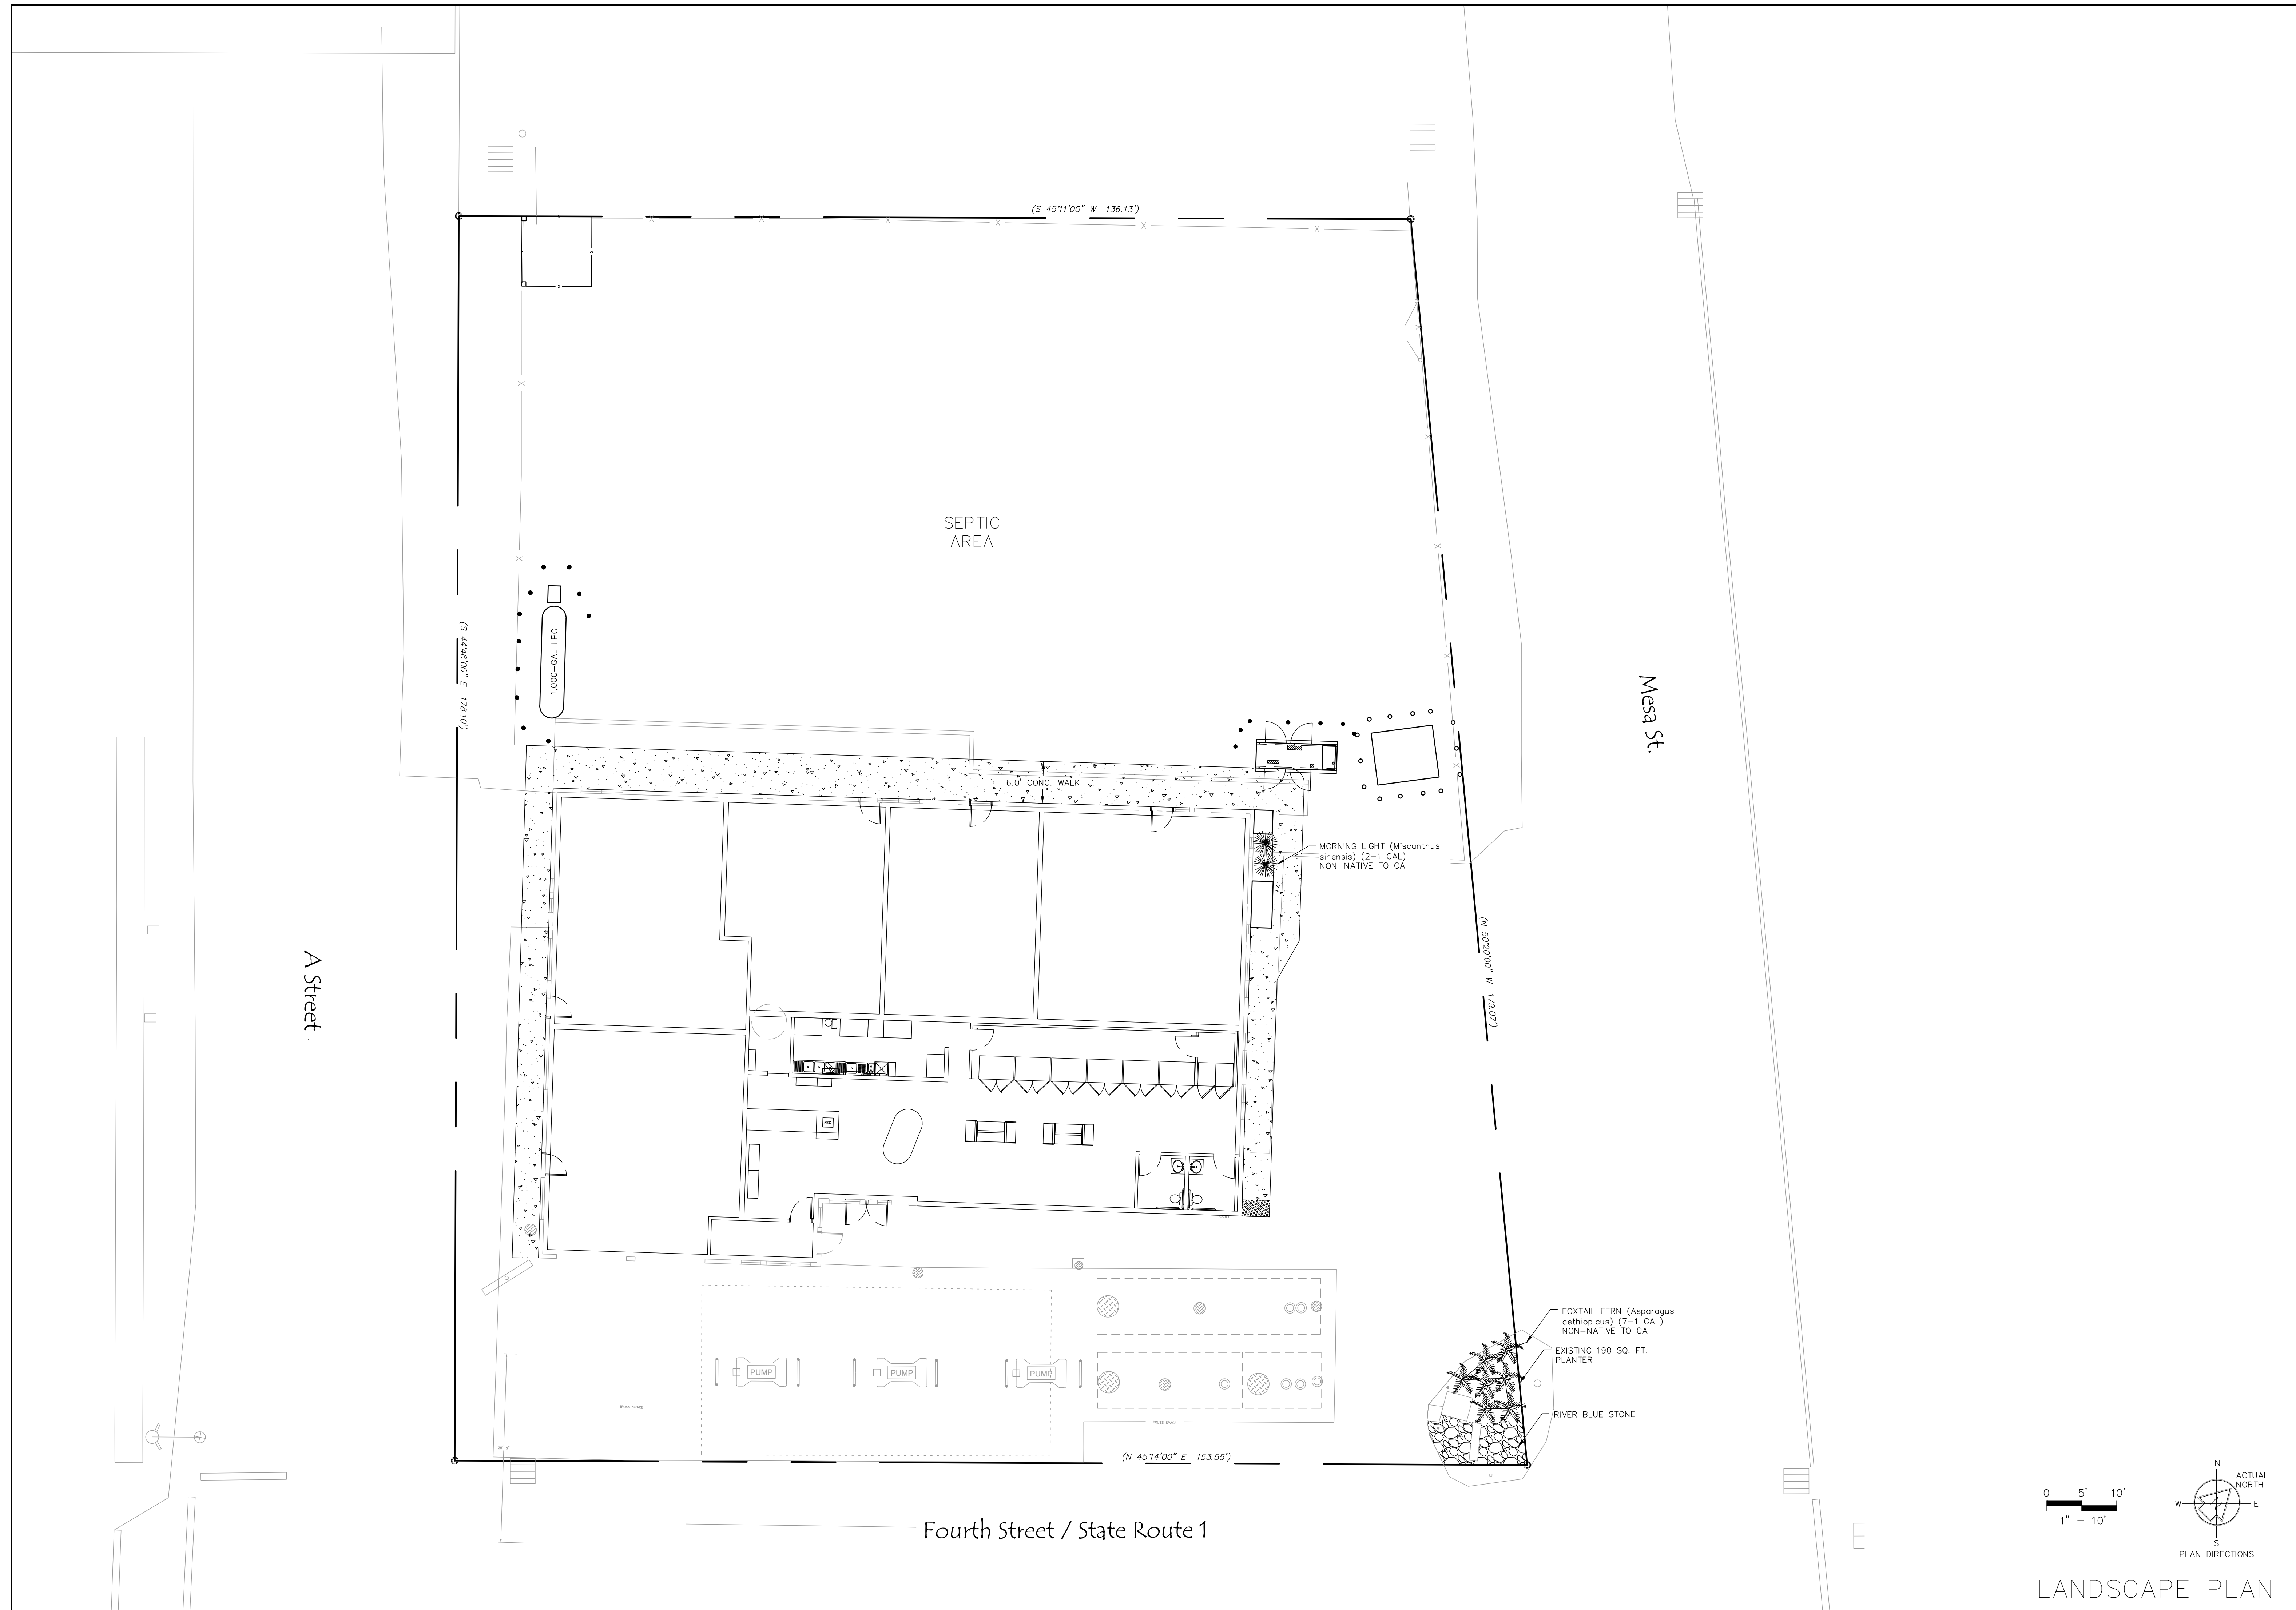 (S 45°11'00" W 136.13')
SEPTIC
AREA
(S 44°46'00" E 178.10')
1,000-GAL LPG
Mesa St.
6.0' CONC. WALK
MORNING LIGHT (Miscanthus
sinensis) (2-1 GAL)
NON-NATIVE TO CA
(N 50°20'00" W 179.07')
A Street
REG
FOXTAIL FERN (Asparagus
aethiopicus) (7-1 GAL)
NON-NATIVE TO CA
EXISTING 190 SQ. FT.
PLANTER
PUMP
PUMP
PUMP
RIVER BLUE STONE
(N 45°14'00" E 153.55')
Fourth Street / State Route 1
0 5' 10'
1" = 10'
N
ACTUAL
NORTH
W
E
S
PLAN DIRECTIONS
LANDSCAPE PLAN